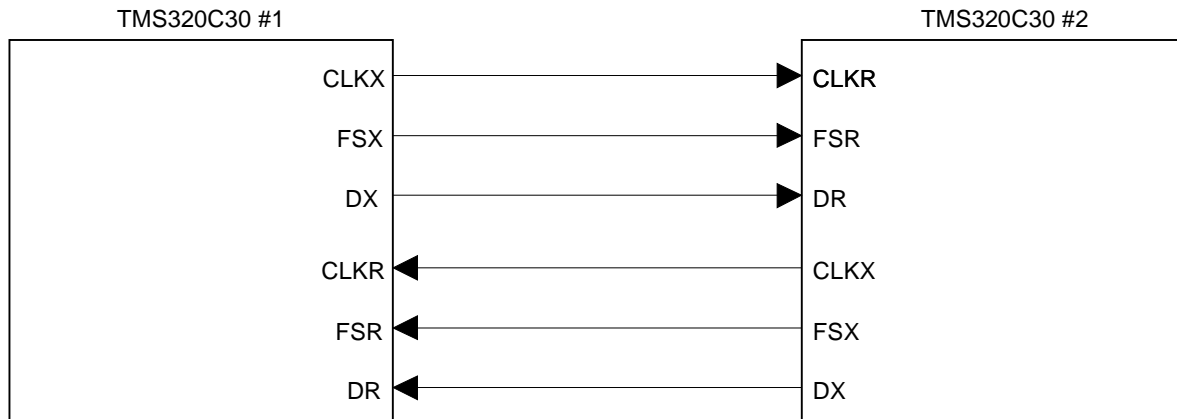 TMS320C30 #1 TMS320C30 #2
CLKX CLKR
FSX FSR
DX DR
CLKR CLKX
FSR FSX
DR DX